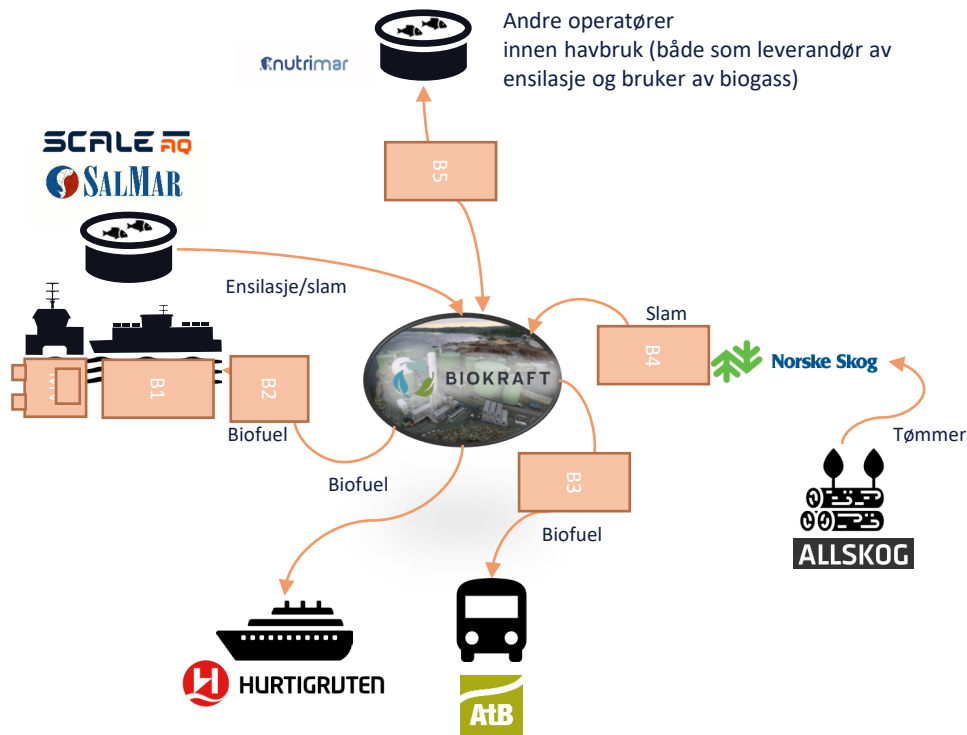 Andre operatører
innen havbruk (både som leverandør av
ensilasje og bruker av biogass)
nutrimar
B5
SCALE AQ
SALMAR
Ensilasje/slam
Slam
B4
Norske Skog
BIOKRAFT
B1
B2
Biofuel
Biofuel
B3
Biofuel
Tømmer
ALLSKOG
HURTIGRUTEN
AtB